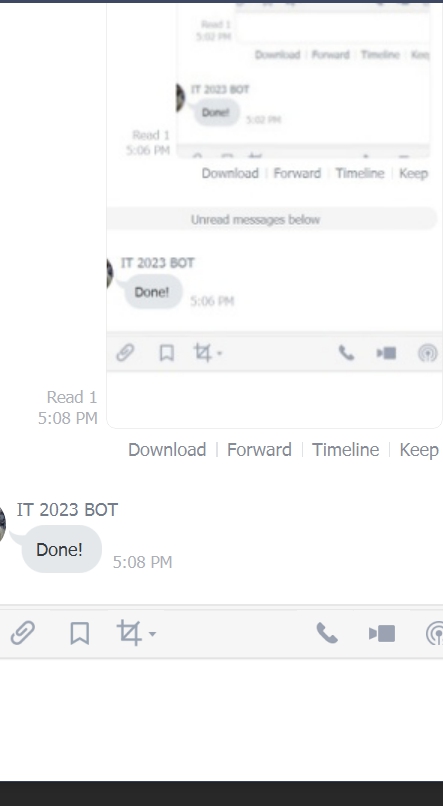 Read 1
5:02 PM
Download | Forward | Timeline | Keep
IT 2023 BOT
Done!
5:02 PM
Read 1
5:06 PM
Download | Forward | Timeline | Keep
Unread messages below
IT 2023 BOT
Done!
5:06 PM
Read 1
5:08 PM
Download | Forward | Timeline | Keep
IT 2023 BOT
Done!
5:08 PM